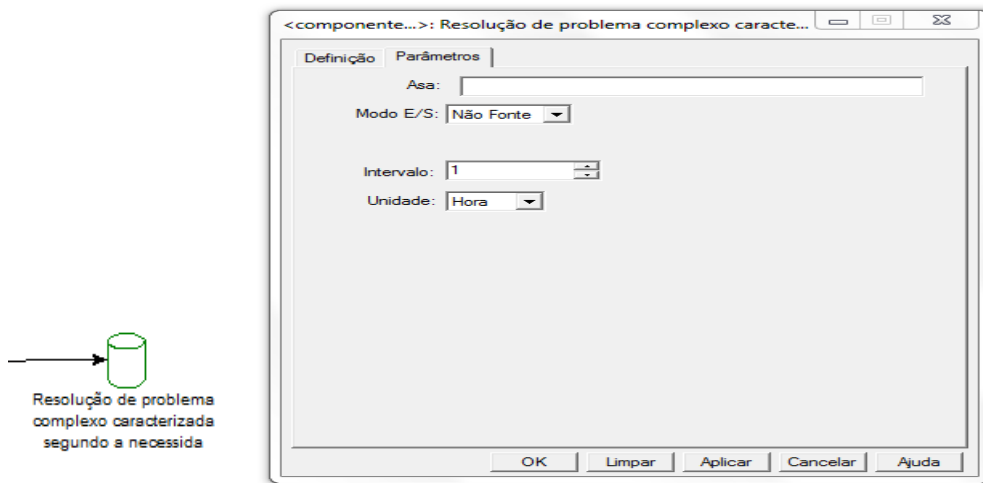 <componente...>: Resolução de problema complexo caracte...
Definição Parâmetros
Asa:
Modo E/S: Não Fonte
Intervalo: 1
Unidade: Hora
Resolução de problema
complexo caracterizada
segundo a necessida
OK Limpar Aplicar Cancelar Ajuda